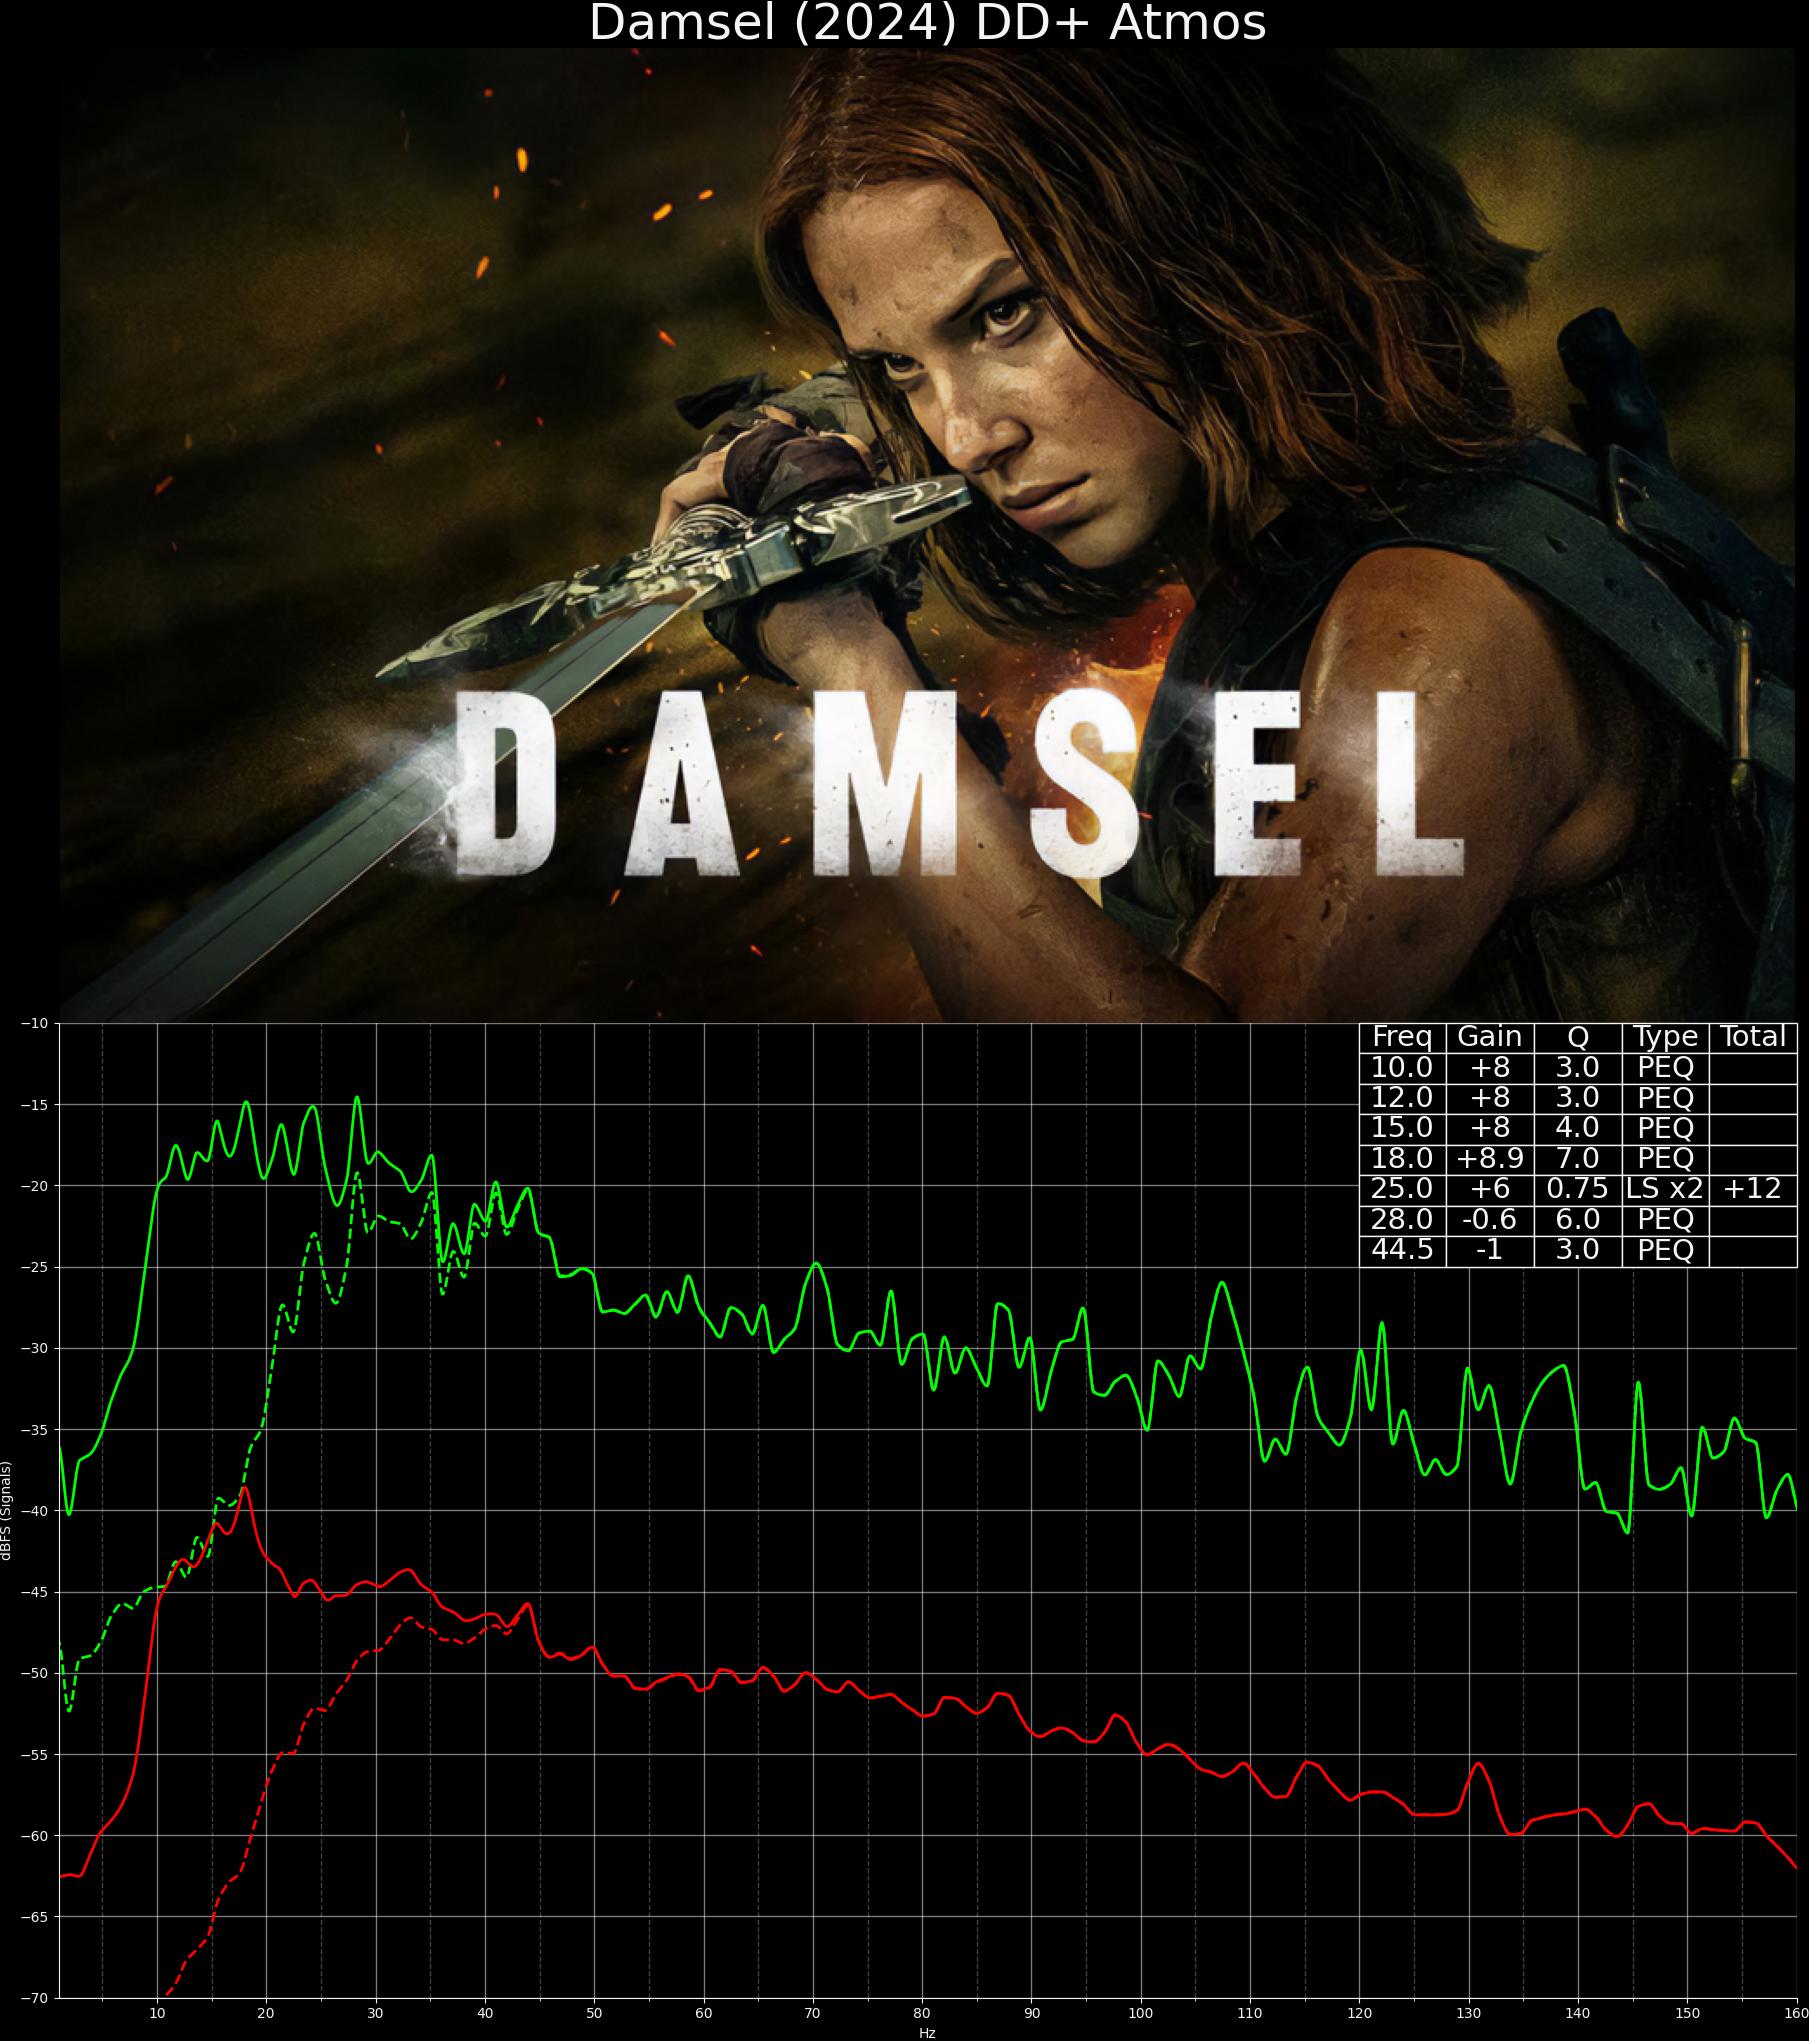 Damsel (2024) DD+ Atmos
DAMSEL
Freq Gain Q Type Total
10.0 +8 3.0 PEQ
12.0 +8 3.0 PEQ
15.0 +8 4.0 PEQ
18.0 +8.9 7.0 PEQ
25.0 +6 0.75 LS x2 +12
28.0 -0.6 6.0 PEQ
44.5 -1 3.0 PEQ
−10
−15
−20
−25
−30
−35
−40
−45
−50
−55
−60
−65
−70
dBFS (Signals)
10 20 30 40 50 60 70 80 90 100 110 120 130 140 150 160
Hz